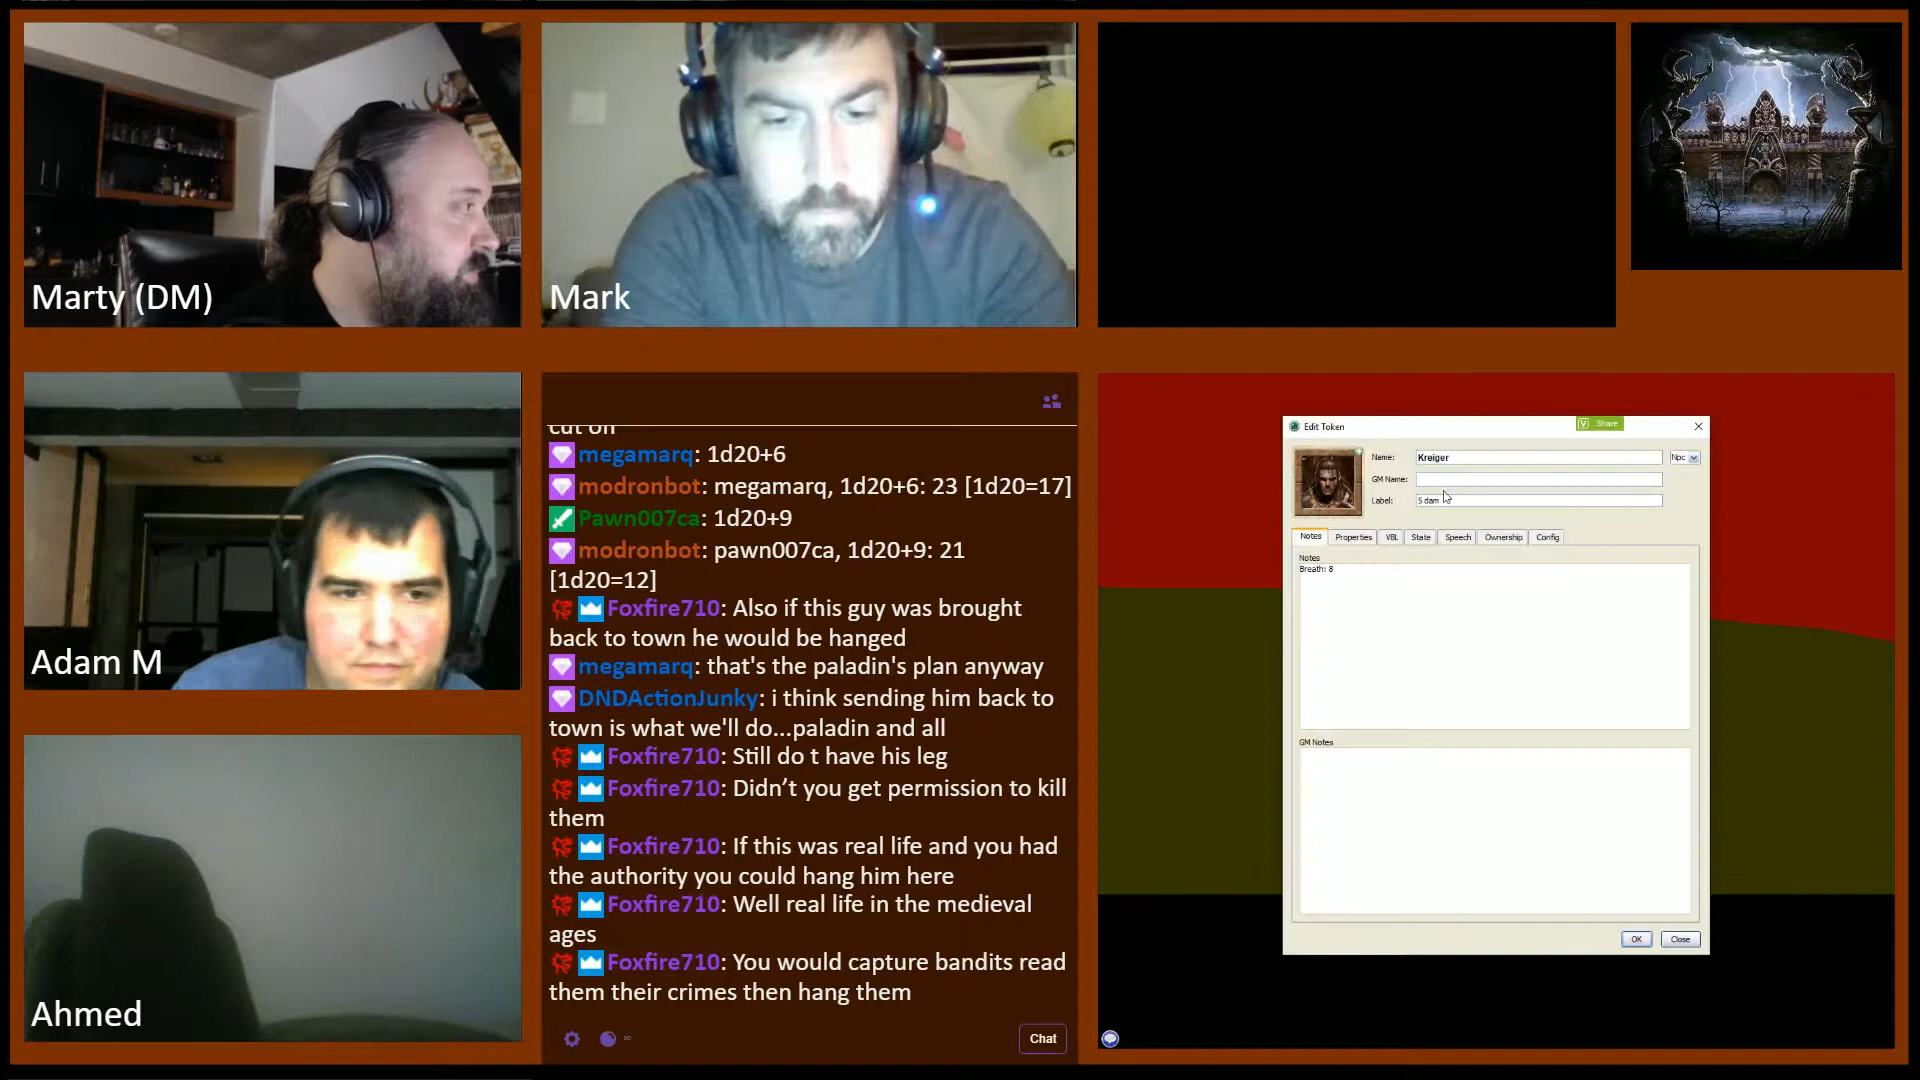 Marty (DM)
Mark
Adam M
Ahmed
cut off
megamarq: 1d20+6
modronbot: megamarq, 1d20+6: 23 [1d20=17]
Pawn007ca: 1d20+9
modronbot: pawn007ca, 1d20+9: 21
[1d20=12]
Foxfire710: Also if this guy was brought
back to town he would be hanged
megamarq: that's the paladin's plan anyway
DNDActionJunky: i think sending him back to
town is what we'll do...paladin and all
Foxfire710: Still do t have his leg
Foxfire710: Didn’t you get permission to kill
them
Foxfire710: If this was real life and you had
the authority you could hang him here
Foxfire710: Well real life in the medieval
ages
Foxfire710: You would capture bandits read
them their crimes then hang them
Chat
Edit Token
Share
Name: Kreiger
Npc
GM Name:
Label: 5 dam
Notes Properties VBL State Speech Ownership Config
Notes
Breath: 8
GM Notes
OK Close